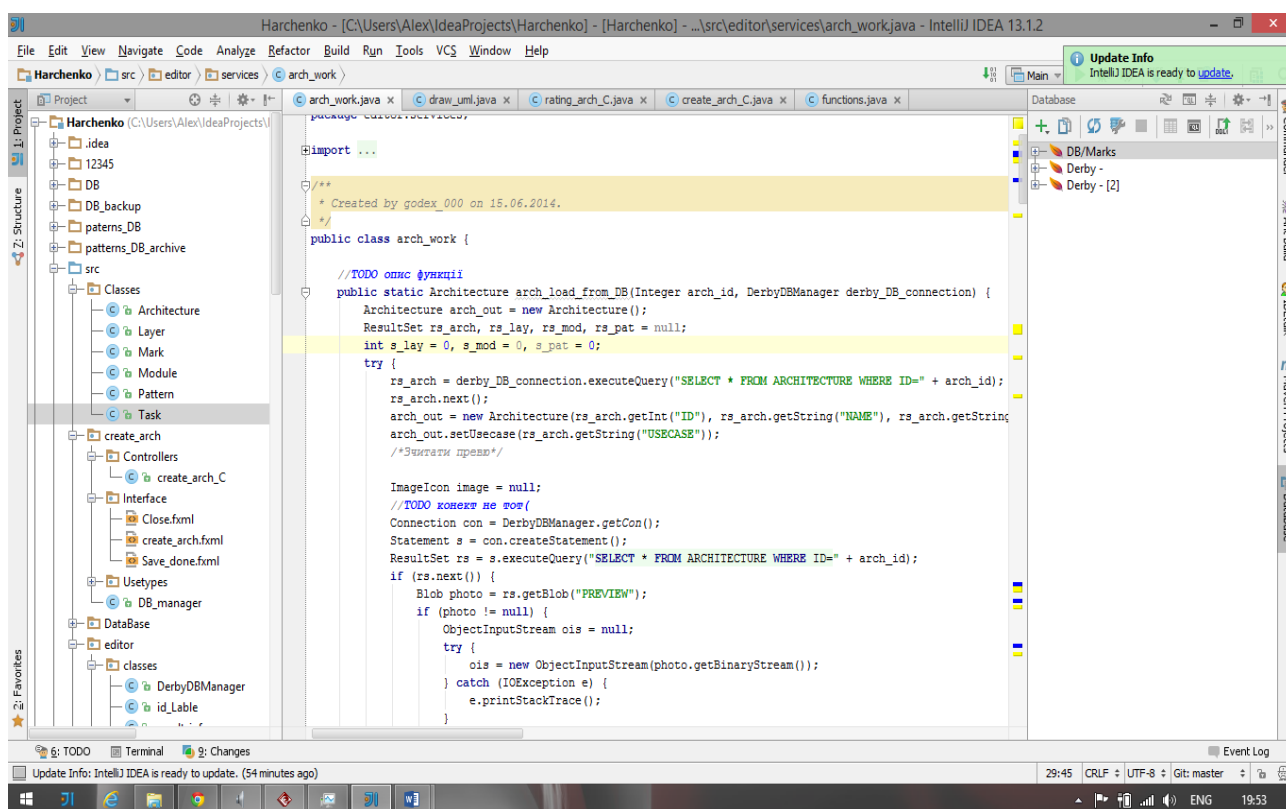 Harchenko - [C:\Users\Alex\IdeaProjects\Harchenko] - [Harchenko] - ...\src\editor\services\arch_work.java - IntelliJ IDEA 13.1.2
File Edit View Navigate Code Analyze Refactor Build Run Tools VCS Window Help
Update Info
IntelliJ IDEA is ready to update.
Harchenko src editor services arch_work
Main
1: Project
Z: Structure
2: Favorites
Project
Harchenko (C:\Users\Alex\IdeaProjects\
.idea
12345
DB
DB_backup
paterns_DB
patterns_DB_archive
src
Classes
Architecture
Layer
Mark
Module
Pattern
Task
create_arch
Controllers
create_arch_C
Interface
Close.fxml
create_arch.fxml
Save_done.fxml
Usetypes
DB_manager
DataBase
editor
classes
DerbyDBManager
id_Lable
arch_work.java draw_uml.java rating_arch_C.java create_arch_C.java functions.java
package editor.services;
import ...
/**
* Created by godex_000 on 15.06.2014.
*/
public class arch_work {
//TODO опис функції
public static Architecture arch_load_from_DB(Integer arch_id, DerbyDBManager derby_DB_connection) {
Architecture arch_out = new Architecture();
ResultSet rs_arch, rs_lay, rs_mod, rs_pat = null;
int s_lay = 0, s_mod = 0, s_pat = 0;
try {
rs_arch = derby_DB_connection.executeQuery("SELECT * FROM ARCHITECTURE WHERE ID=" + arch_id);
rs_arch.next();
arch_out = new Architecture(rs_arch.getInt("ID"), rs_arch.getString("NAME"), rs_arch.getString
arch_out.setUsecase(rs_arch.getString("USECASE"));
/*Зчитати превю*/
ImageIcon image = null;
//TODO конект не тот(
Connection con = DerbyDBManager.getCon();
Statement s = con.createStatement();
ResultSet rs = s.executeQuery("SELECT * FROM ARCHITECTURE WHERE ID=" + arch_id);
if (rs.next()) {
Blob photo = rs.getBlob("PREVIEW");
if (photo != null) {
ObjectInputStream ois = null;
try {
ois = new ObjectInputStream(photo.getBinaryStream());
} catch (IOException e) {
e.printStackTrace();
}
Database
DB/Marks
Derby -
Derby - [2]
6: TODO Terminal 9: Changes
Event Log
Update Info: IntelliJ IDEA is ready to update. (54 minutes ago)
29:45 CRLF UTF-8 Git: master
ENG 19:53